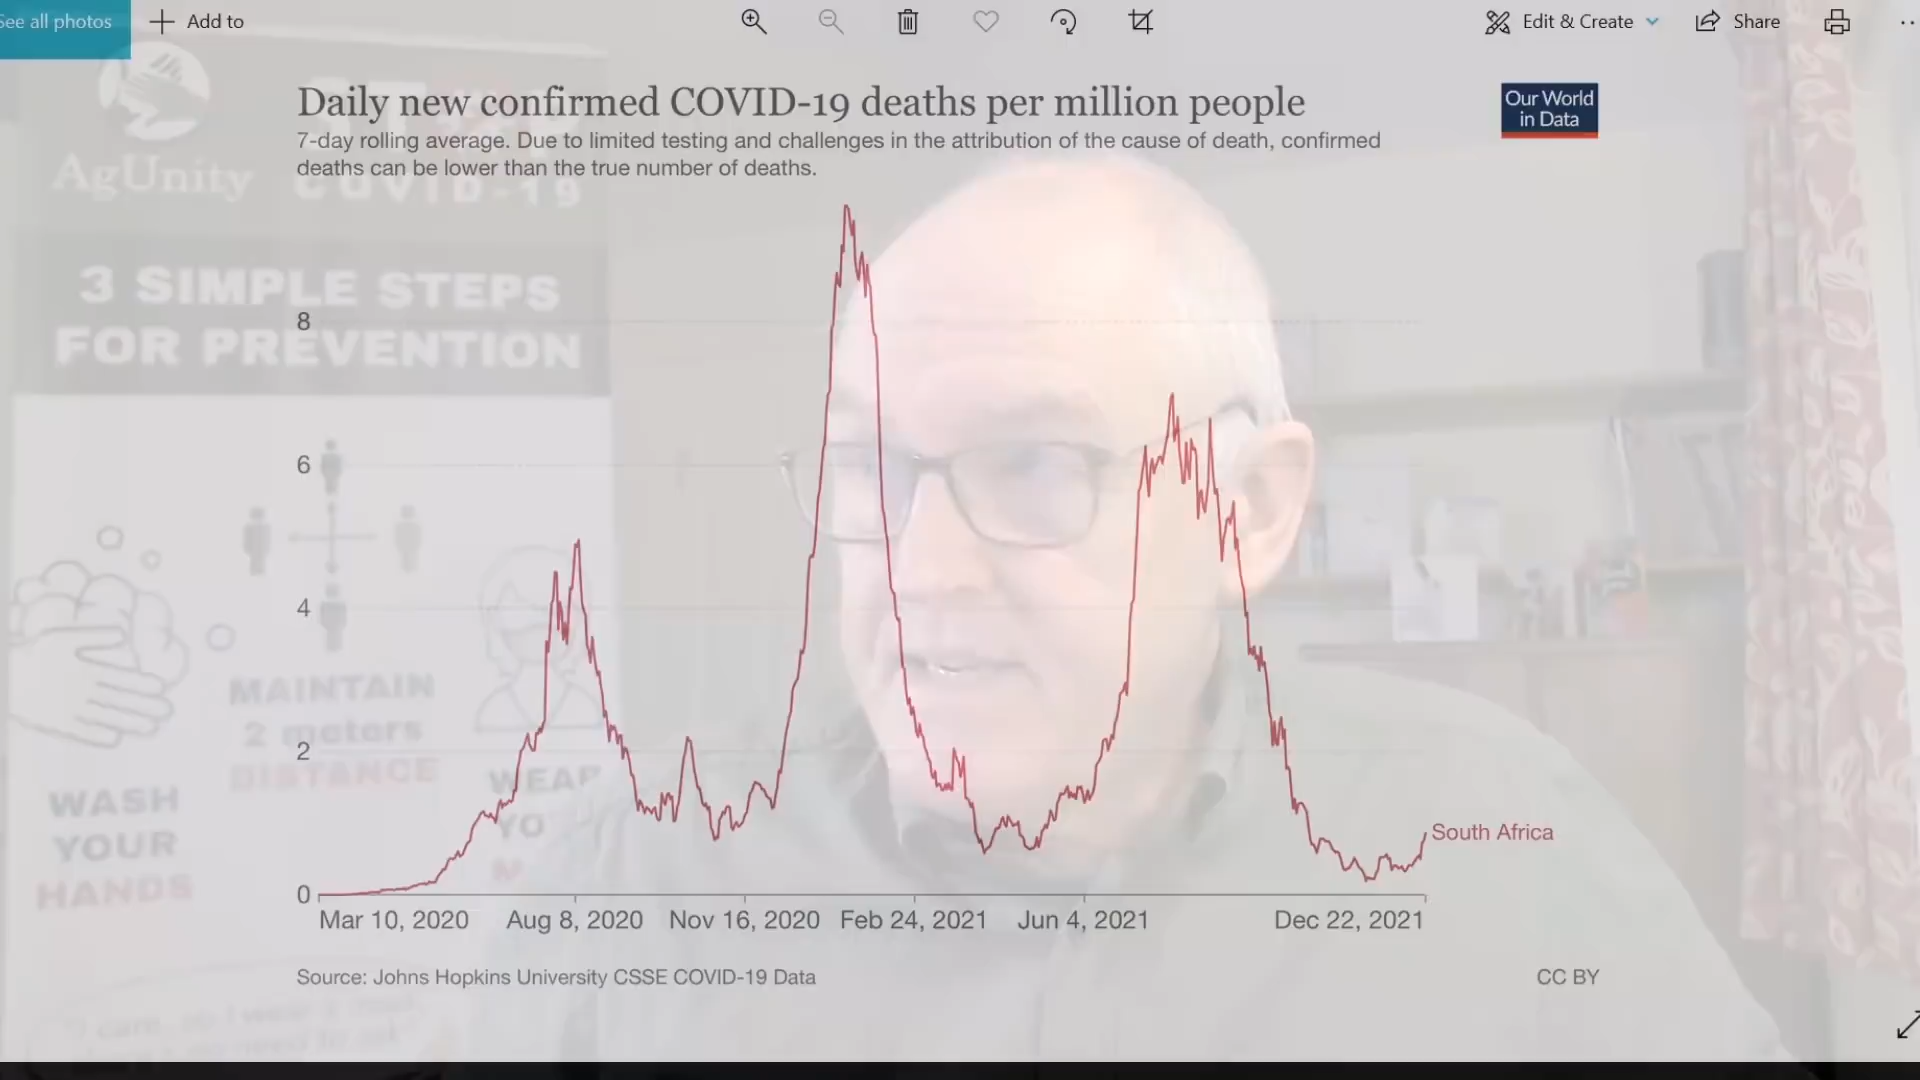 See all photos
Add to
Edit & Create
Share
Daily new confirmed COVID-19 deaths per million people
7-day rolling average. Due to limited testing and challenges in the attribution of the cause of death, confirmed
deaths can be lower than the true number of deaths.
Our World
in Data
AgUnity
COVID-19
3 SIMPLE STEPS
FOR PREVENTION
8
6
4
2
0
MAINTAIN
2 meters
DISTANCE
WASH
YOUR
HANDS
WEAR
YO
M
South Africa
Mar 10, 2020
Aug 8, 2020
Nov 16, 2020
Feb 24, 2021
Jun 4, 2021
Dec 22, 2021
Source: Johns Hopkins University CSSE COVID-19 Data
CC BY